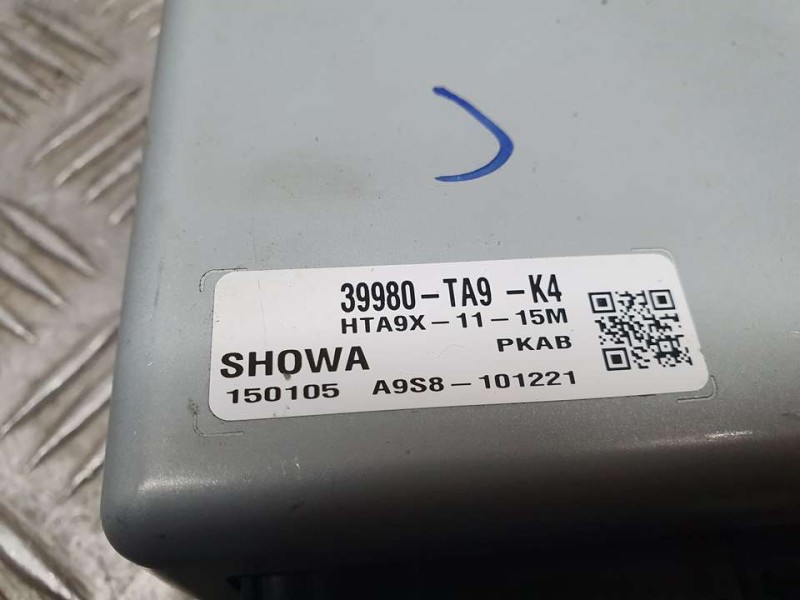 39980-TA9 -K4
HTA9X-11-15M
SHOWA PKAB
150105 A9S8-101221